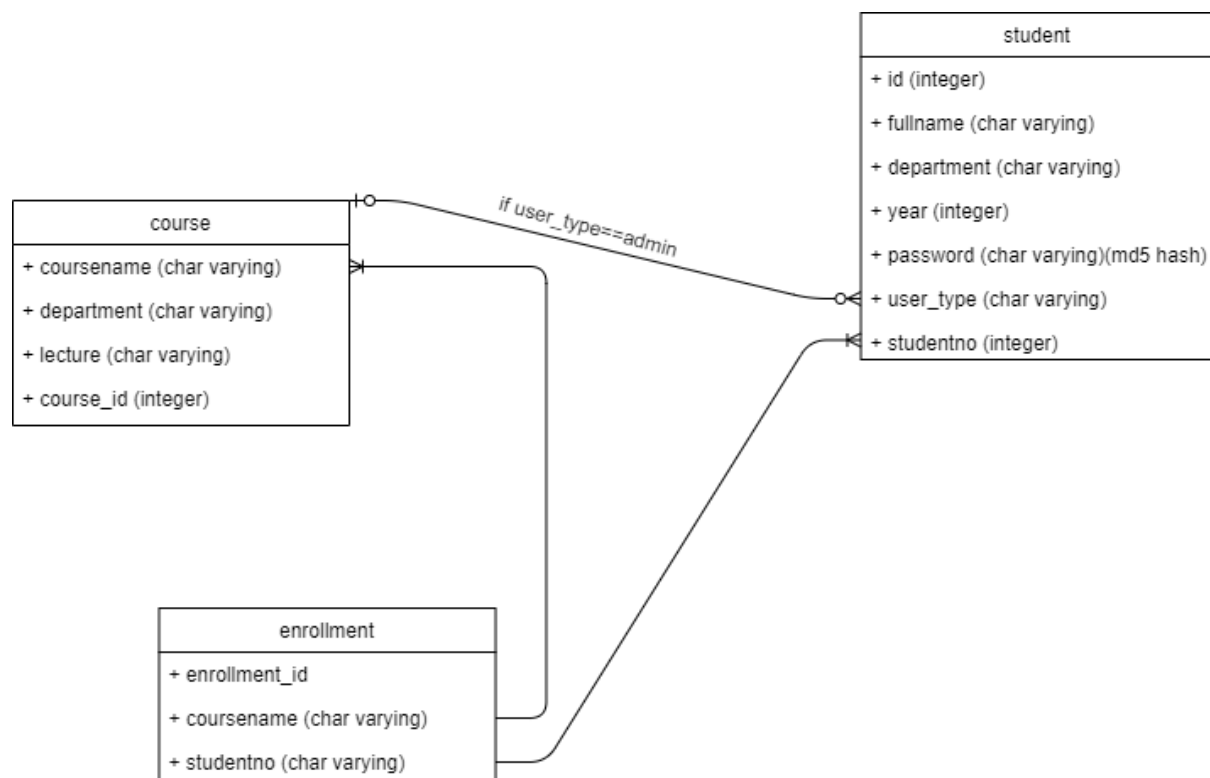 student
+ id (integer)
+ fullname (char varying)
+ department (char varying)
+ year (integer)
+ password (char varying)(md5 hash)
+ user_type (char varying)
+ studentno (integer)
if user_type==admin
course
+ coursename (char varying)
+ department (char varying)
+ lecture (char varying)
+ course_id (integer)
enrollment
+ enrollment_id
+ coursename (char varying)
+ studentno (char varying)